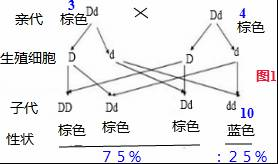 亲代 3 Dd × Dd 4
棕色 棕色
生殖细胞 D d D d
图1
子代 DD Dd Dd dd 10
性状 棕色 棕色 棕色 蓝色
75% : 25%